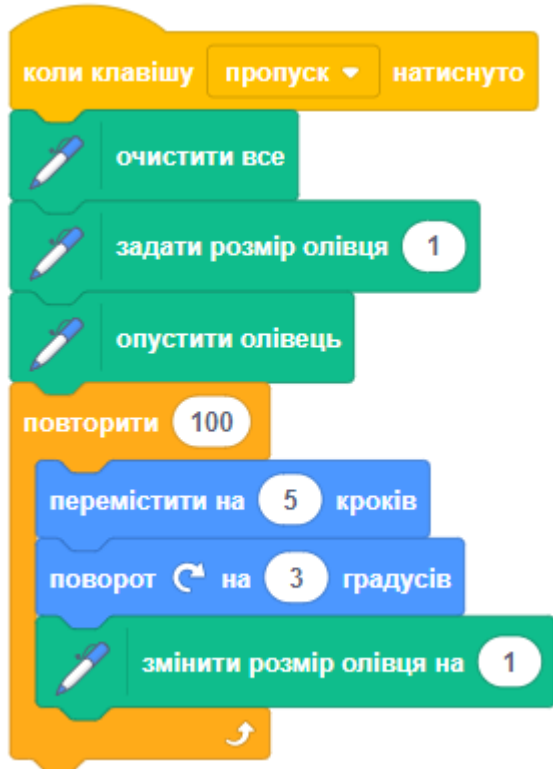 коли клавішу пропуск натиснуто
очистити все
задати розмір олівця 1
опустити олівець
повторити 100
перемістити на 5 кроків
поворот на 3 градусів
змінити розмір олівця на 1